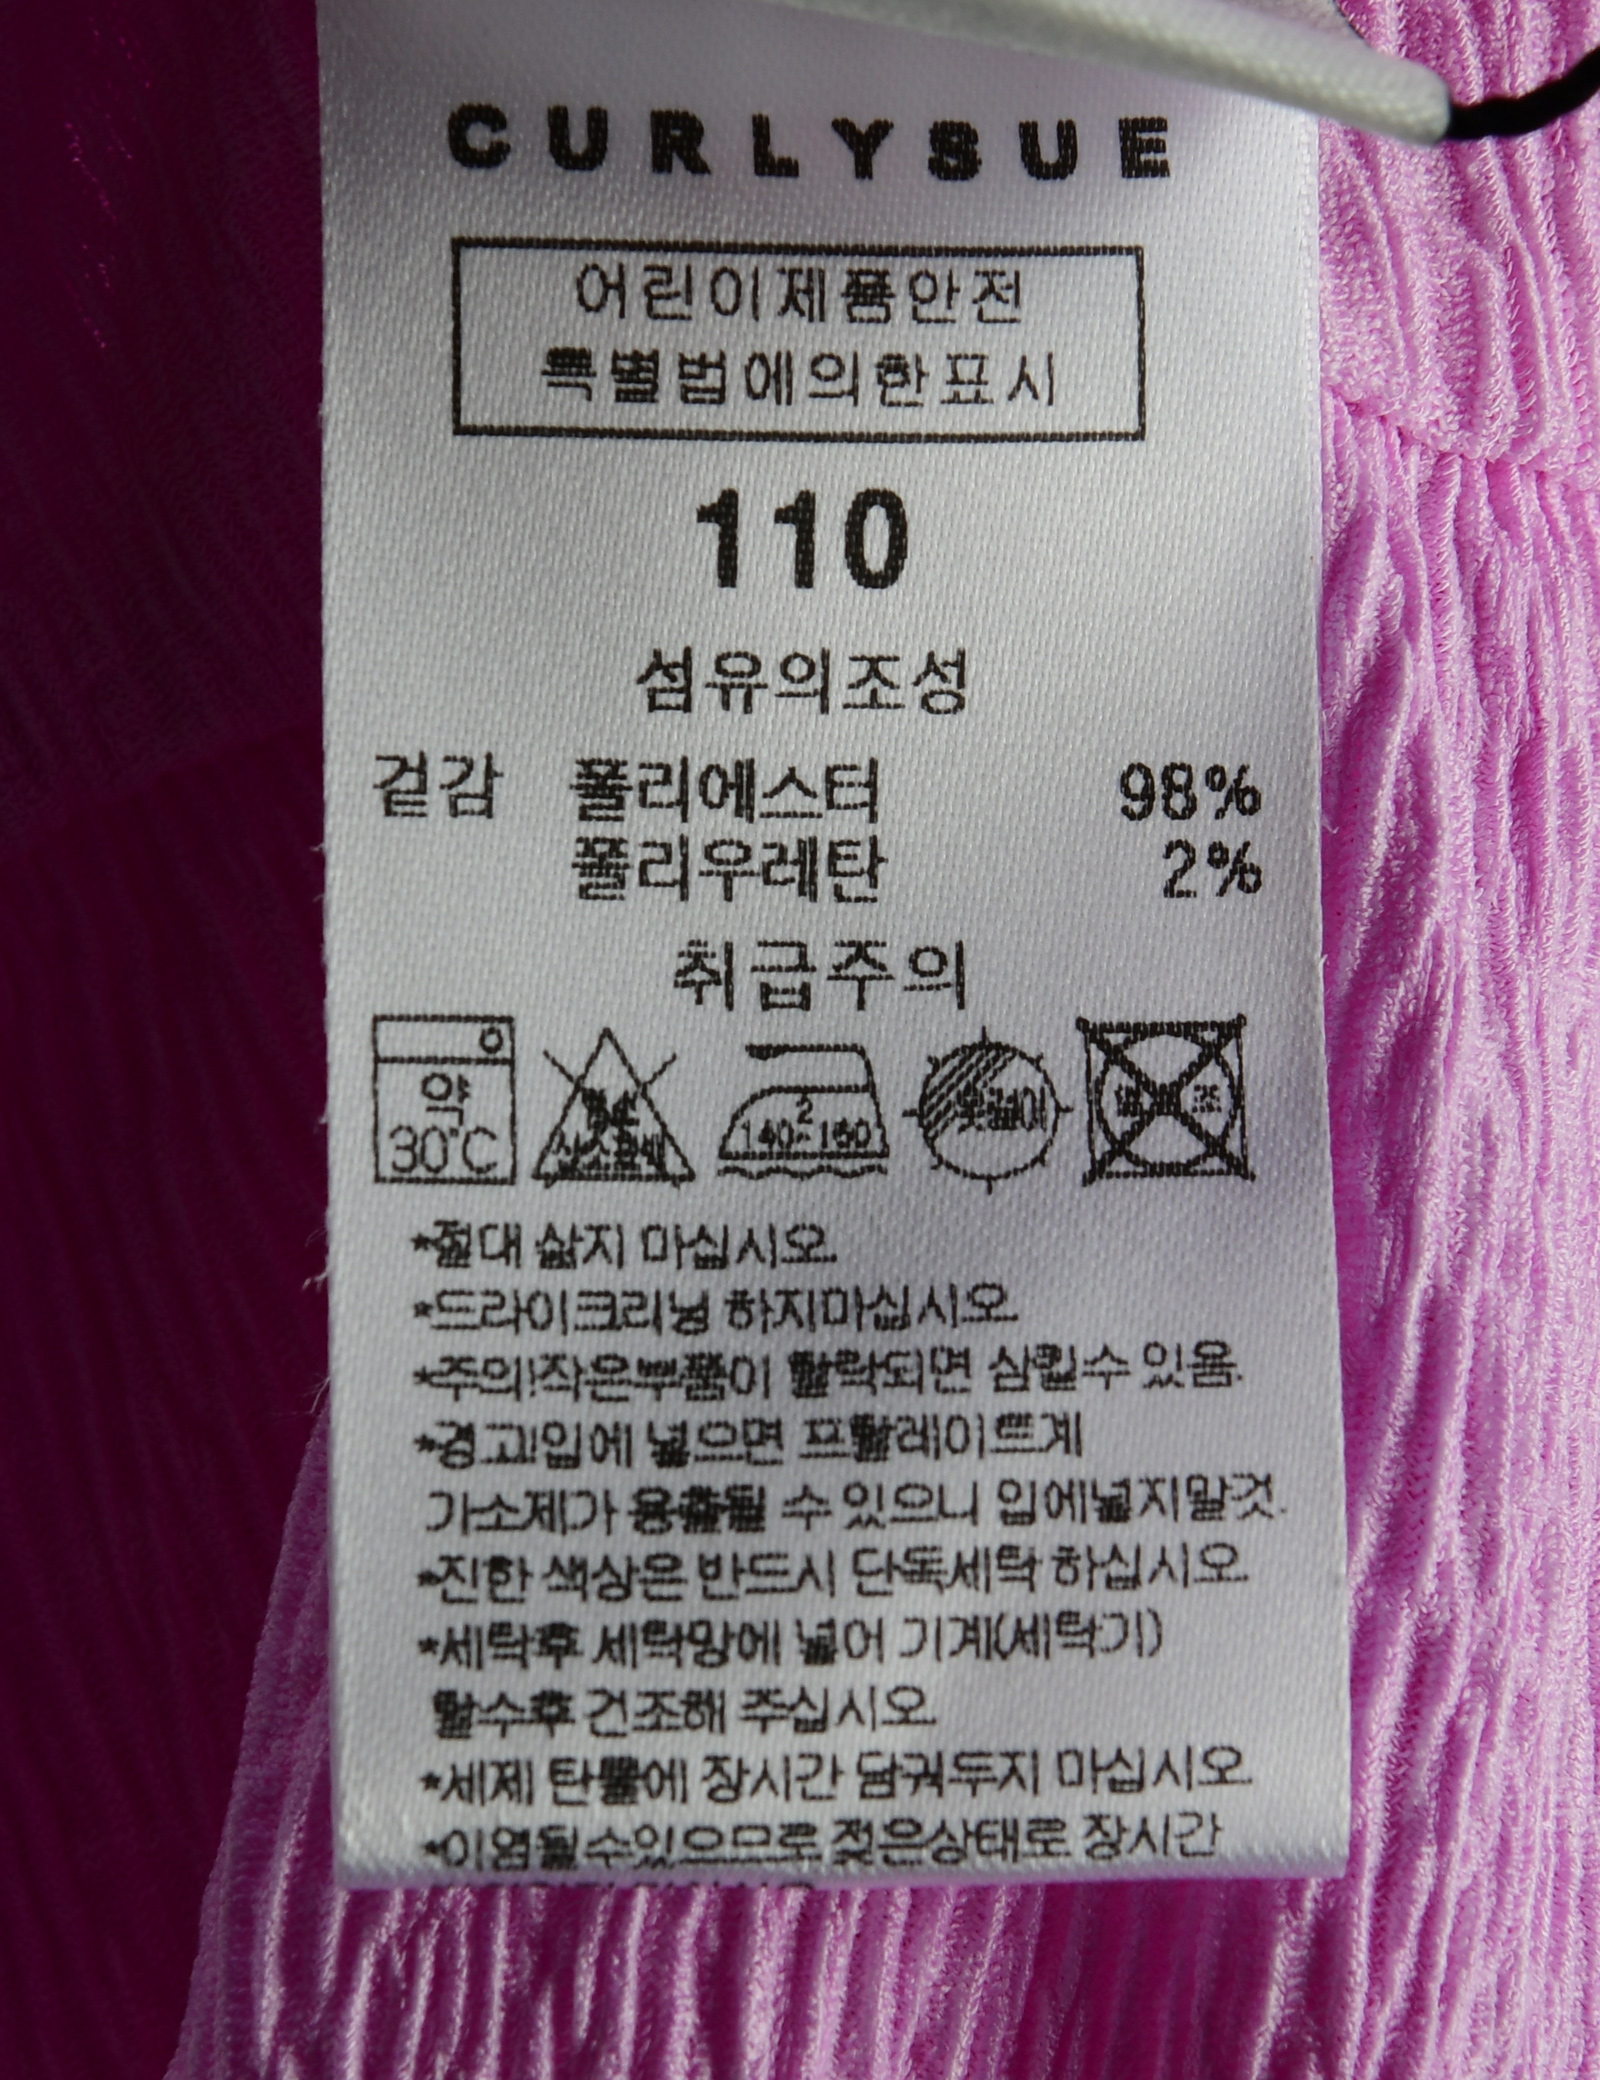 CURLYSUE
어린이제품안전
특별법에의한표시
110
섬유의조성
겉감 폴리에스터 98%
폴리우레탄 2%
취급주의
약
30℃
2
140~160
옷걸이
*절대 삶지 마십시오.
*드라이크리닝 하지마십시오.
*주의!작은부품이 탈락되면 삼킬수 있음.
*경고!입에 넣으면 프탈레이트계
가소제가 용출될 수 있으니 입에넣지말것.
*진한 색상은 반드시 단독세탁 하십시오.
*세탁후 세탁망에 넣어 기계(세탁기)
탈수후 건조해 주십시오.
*세제 탄물에 장시간 담궈두지 마십시오.
*이염될수있으므로 젖은상태로 장시간